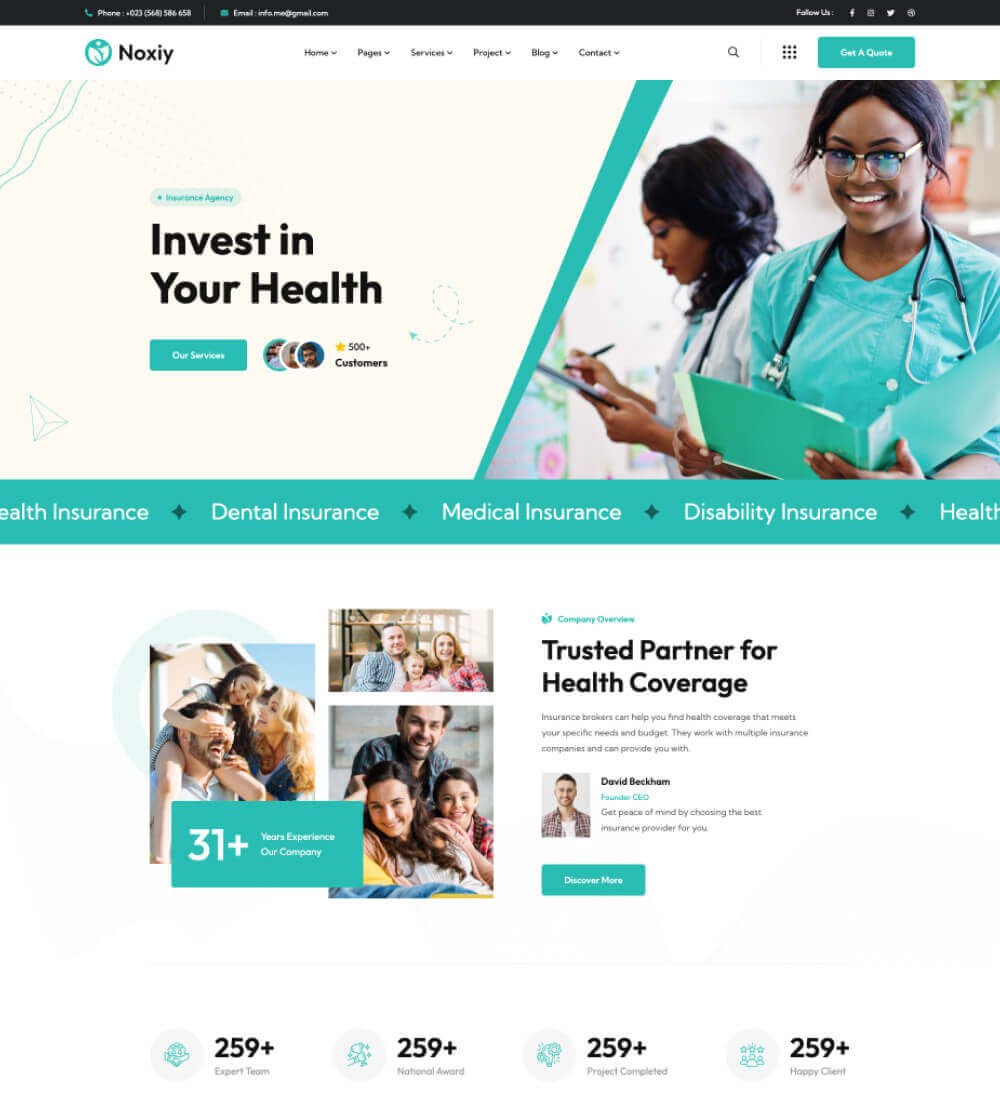 Phone : +023 (568) 586 658
Email : info.me@gmail.com
Follow Us :
Noxiy
Home
Pages
Services
Project
Blog
Contact
Get A Quote
Insurance Agency
Invest in
Your Health
Our Services
500+
Customers
ealth Insurance
Dental Insurance
Medical Insurance
Disability Insurance
Health
Company Overview
Trusted Partner for
Health Coverage
Insurance brokers can help you find health coverage that meets
your specific needs and budget. They work with multiple insurance
companies and can provide you with.
David Beckham
Founder CEO
Get peace of mind by choosing the best
insurance provider for you.
Discover More
31+
Years Experience
Our Company
259+
Expert Team
259+
National Award
259+
Project Completed
259+
Happy Client